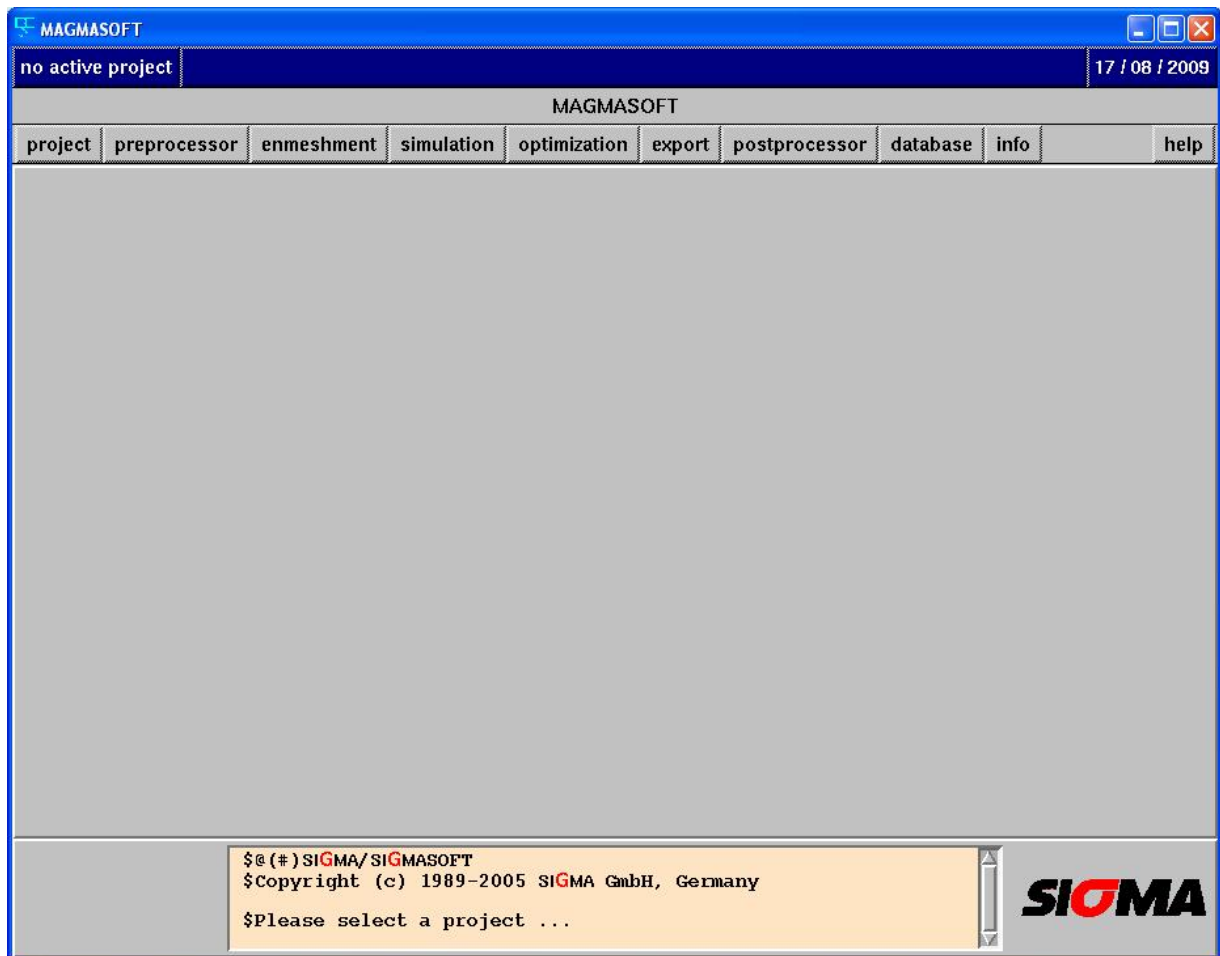 MAGMASOFT
no active project 17 / 08 / 2009
MAGMASOFT
project preprocessor enmeshment simulation optimization export postprocessor database info help
$@(#)SIGMA/SIGMASOFT
$Copyright (c) 1989-2005 SIGMA GmbH, Germany
$Please select a project ...
SIGMA